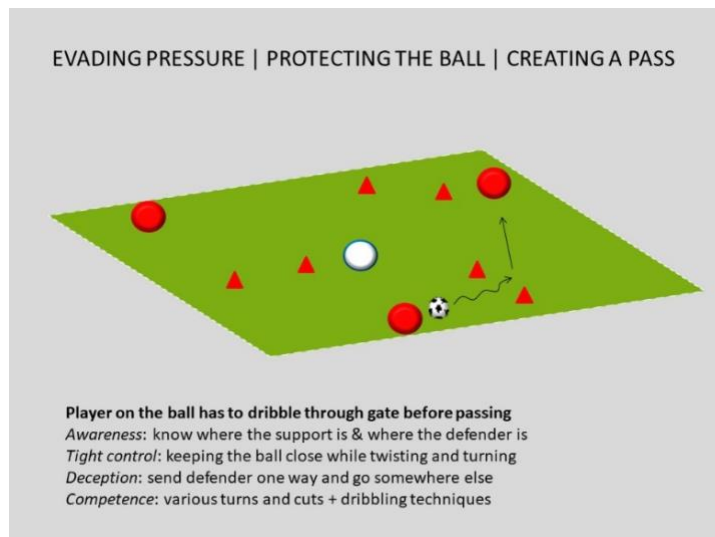 EVADING PRESSURE | PROTECTING THE BALL | CREATING A PASS
Player on the ball has to dribble through gate before passing
Awareness: know where the support is & where the defender is
Tight control: keeping the ball close while twisting and turning
Deception: send defender one way and go somewhere else
Competence: various turns and cuts + dribbling techniques